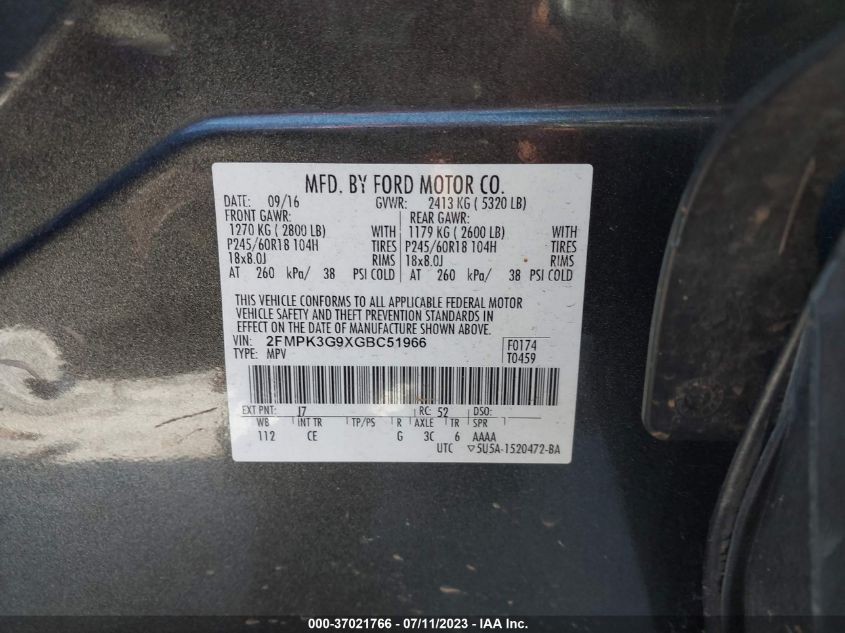 MFD. BY FORD MOTOR CO.
DATE: 09/16 GVWR: 2413 KG ( 5320 LB)
FRONT GAWR: REAR GAWR:
1270 KG ( 2800 LB) WITH 1179 KG ( 2600 LB) WITH
P245/60R18 104H TIRES P245/60R18 104H TIRES
18x8.0J RIMS 18x8.0J RIMS
AT 260 kPa/ 38 PSI COLD AT 260 kPa/ 38 PSI COLD
THIS VEHICLE CONFORMS TO ALL APPLICABLE FEDERAL MOTOR
VEHICLE SAFETY AND THEFT PREVENTION STANDARDS IN
EFFECT ON THE DATE OF MANUFACTURE SHOWN ABOVE.
VIN: 2FMPK3G9XGBC51966 F0174
TYPE: MPV T0459
EXT PNT: J7 RC: 52 DSO:
WB INT TR TP/PS R AXLE TR SPR
112 CE G 3C 6 AAAA
UTC ▽5U5A-1520472-BA
000-37021766 - 07/11/2023 - IAA Inc.